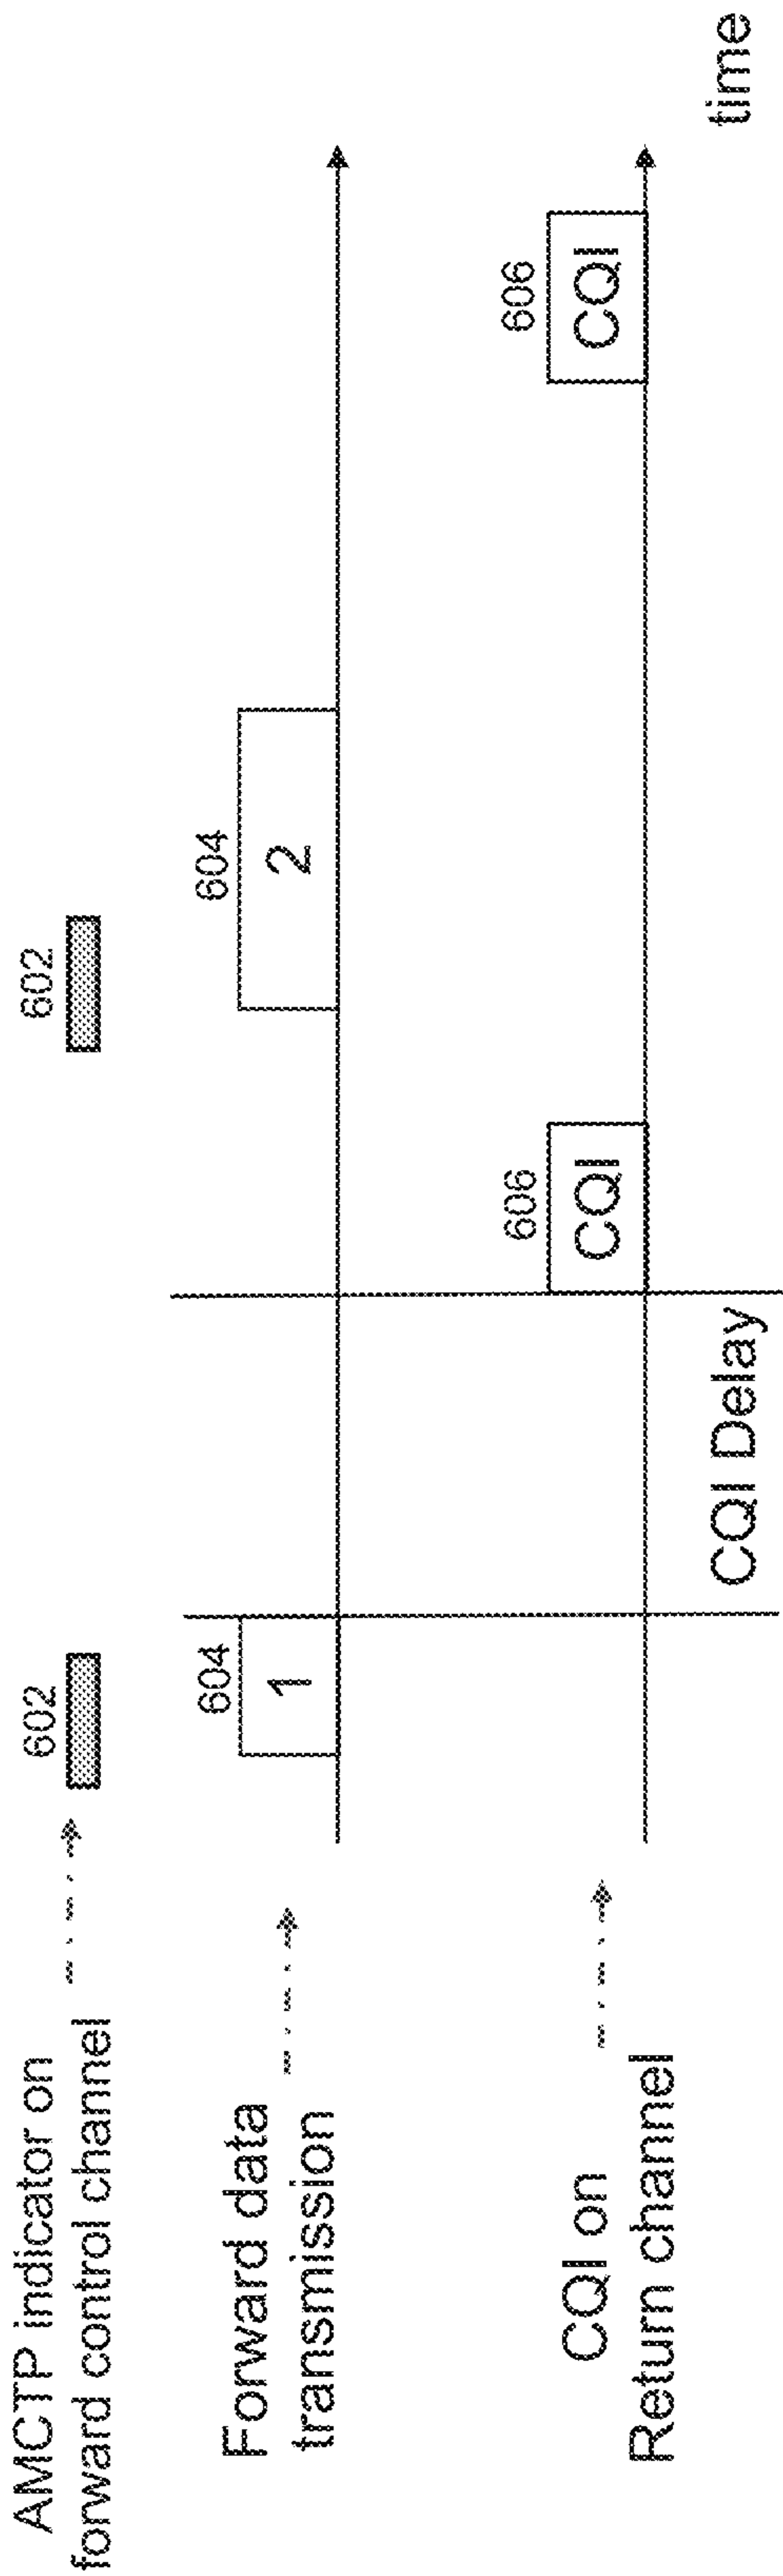 AMCTP indicator on
forward control channel
602
602
Forward data
transmission
604
1
604
2
CQI on
Return channel
606
CQI
606
CQI
CQI Delay
time